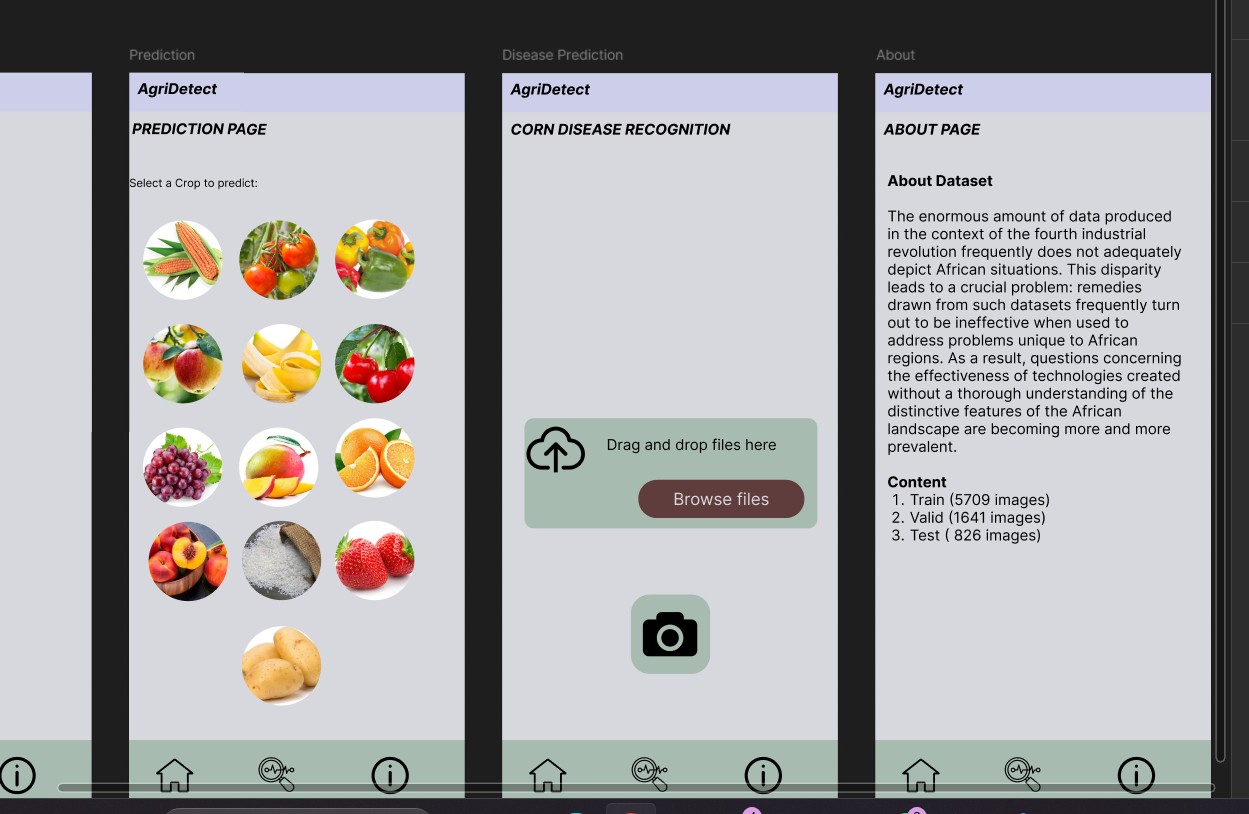 Prediction
AgriDetect
PREDICTION PAGE
Select a Crop to predict:
Disease Prediction
AgriDetect
CORN DISEASE RECOGNITION
Drag and drop files here
Browse files
About
AgriDetect
ABOUT PAGE
About Dataset
The enormous amount of data produced
in the context of the fourth industrial
revolution frequently does not adequately
depict African situations. This disparity
leads to a crucial problem: remedies
drawn from such datasets frequently turn
out to be ineffective when used to
address problems unique to African
regions. As a result, questions concerning
the effectiveness of technologies created
without a thorough understanding of the
distinctive features of the African
landscape are becoming more and more
prevalent.
Content
1. Train (5709 images)
2. Valid (1641 images)
3. Test ( 826 images)